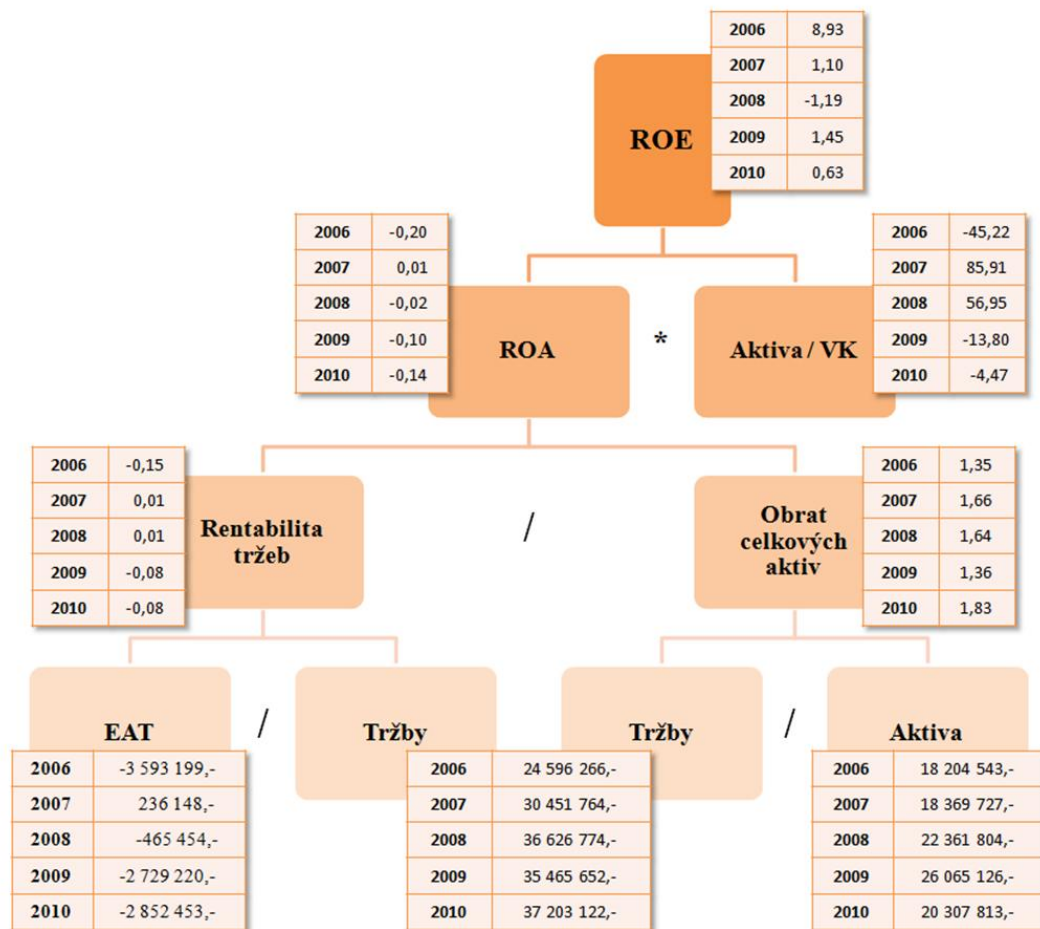 2006 8,93
2007 1,10
2008 -1,19
2009 1,45
2010 0,63
ROE
2006 -0,20
2007 0,01
2008 -0,02
2009 -0,10
2010 -0,14
ROA
*
Aktiva / VK
2006 -45,22
2007 85,91
2008 56,95
2009 -13,80
2010 -4,47
2006 -0,15
2007 0,01
2008 0,01
2009 -0,08
2010 -0,08
Rentabilita
tržeb
/
Obrat
celkových
aktiv
2006 1,35
2007 1,66
2008 1,64
2009 1,36
2010 1,83
EAT
/
Tržby
Tržby
/
Aktiva
2006 -3 593 199,-
2007 236 148,-
2008 -465 454,-
2009 -2 729 220,-
2010 -2 852 453,-
2006 24 596 266,-
2007 30 451 764,-
2008 36 626 774,-
2009 35 465 652,-
2010 37 203 122,-
2006 18 204 543,-
2007 18 369 727,-
2008 22 361 804,-
2009 26 065 126,-
2010 20 307 813,-